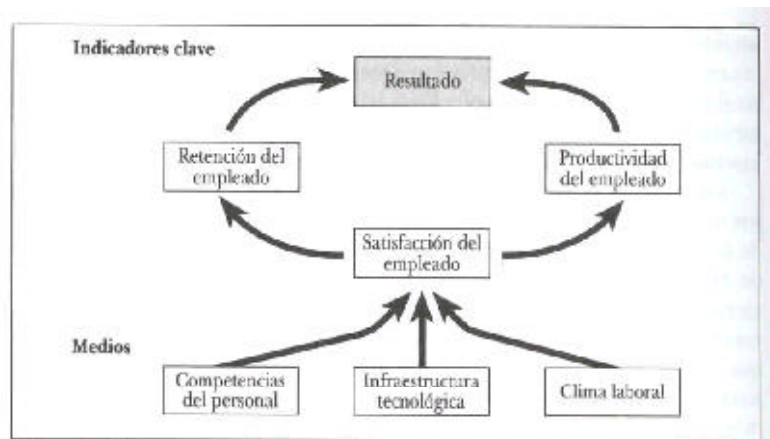 Indicadores clave
Resultado
Retención del
empleado
Productividad
del empleado
Satisfacción del
empleado
Medios
Competencias
del personal
Infraestructura
tecnológica
Clima laboral